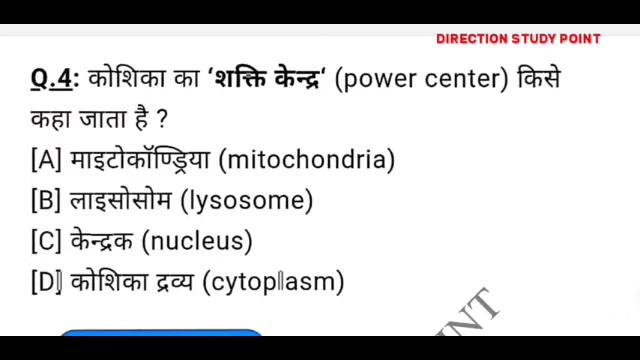 DIRECTION STUDY POINT
Q.4: कोशिका का ‘शक्ति केन्द्र‘ (power center) किसे
कहा जाता है ?
[A] माइटोकॉण्ड्रिया (mitochondria)
[B] लाइसोसोम (lysosome)
[C] केन्द्रक (nucleus)
[D] कोशिका द्रव्य (cytoplasm)